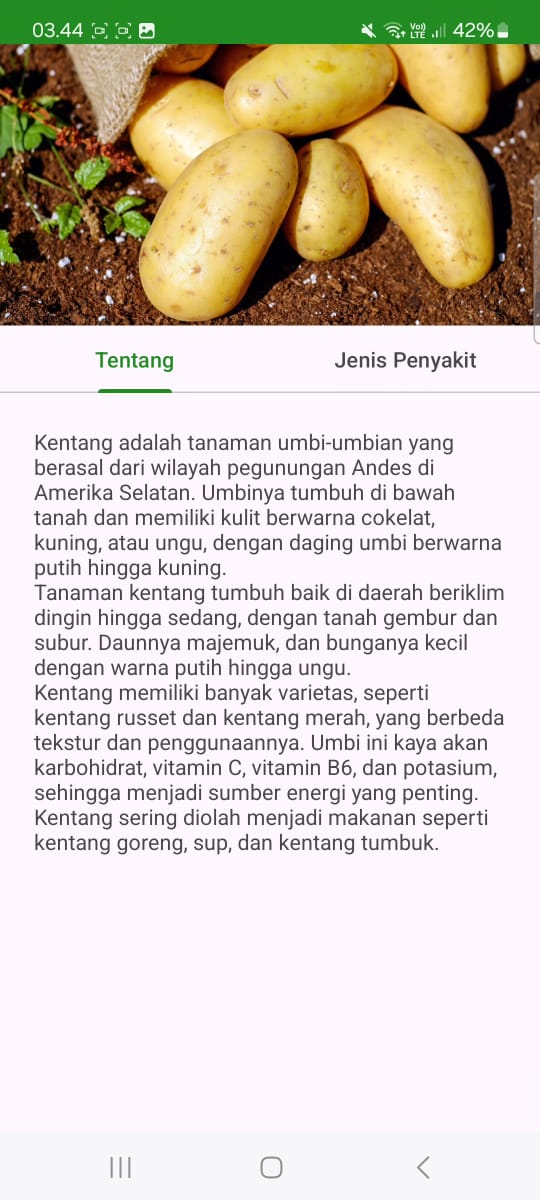 03.44 Vo)) LTE 42%
Tentang Jenis Penyakit
Kentang adalah tanaman umbi-umbian yang
berasal dari wilayah pegunungan Andes di
Amerika Selatan. Umbinya tumbuh di bawah
tanah dan memiliki kulit berwarna cokelat,
kuning, atau ungu, dengan daging umbi berwarna
putih hingga kuning.
Tanaman kentang tumbuh baik di daerah beriklim
dingin hingga sedang, dengan tanah gembur dan
subur. Daunnya majemuk, dan bunganya kecil
dengan warna putih hingga ungu.
Kentang memiliki banyak varietas, seperti
kentang russet dan kentang merah, yang berbeda
tekstur dan penggunaannya. Umbi ini kaya akan
karbohidrat, vitamin C, vitamin B6, dan potasium,
sehingga menjadi sumber energi yang penting.
Kentang sering diolah menjadi makanan seperti
kentang goreng, sup, dan kentang tumbuk.